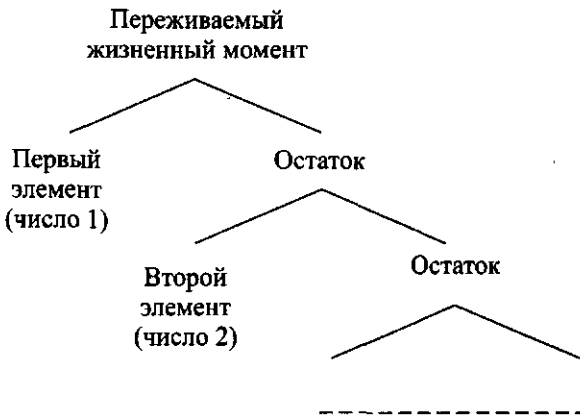 Переживаемый
жизненный момент
Первый
элемент
(число 1)
Остаток
Второй
элемент
(число 2)
Остаток